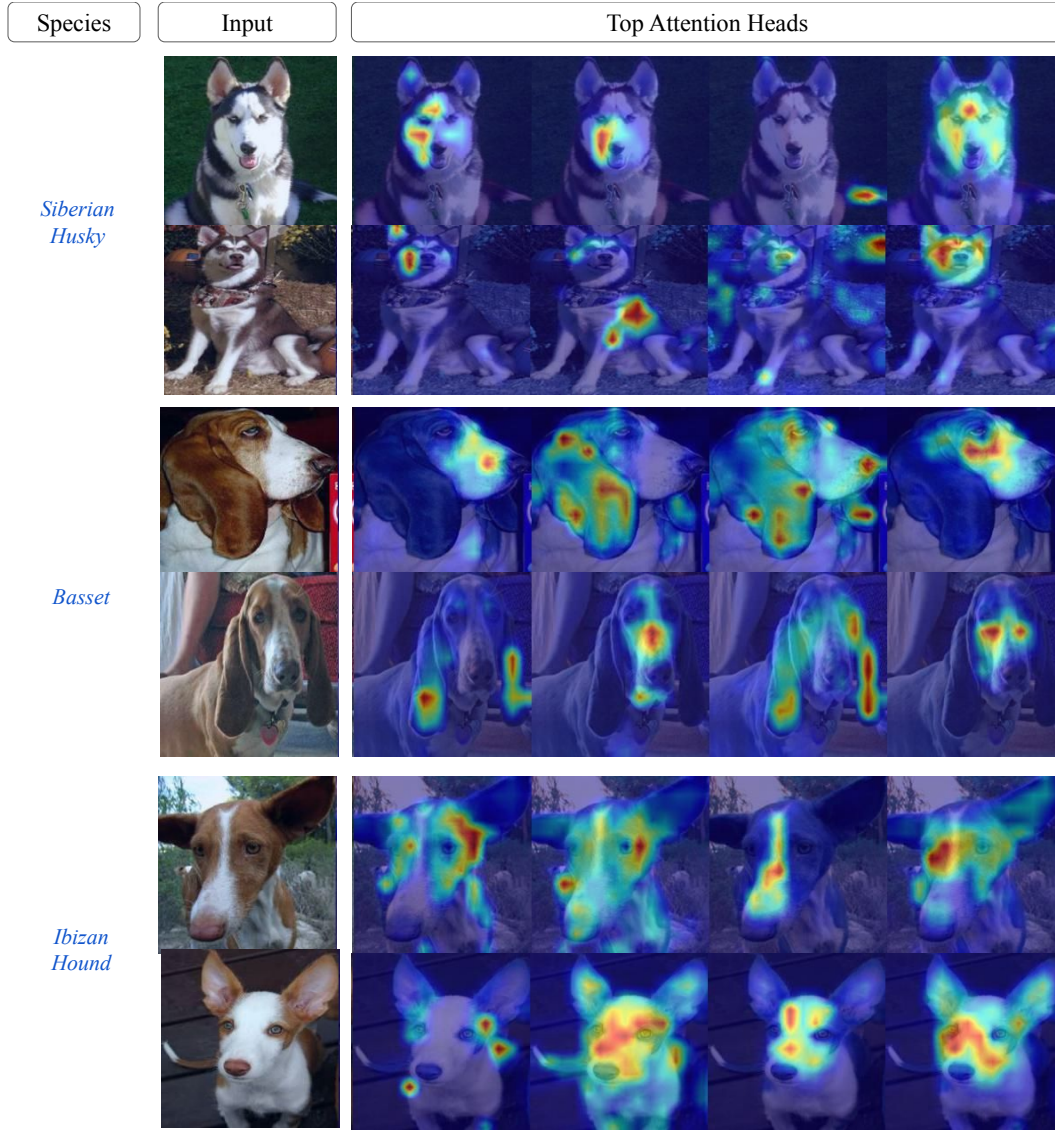 Species
Input
Top Attention Heads
Siberian
Husky
Basset
Ibizan
Hound